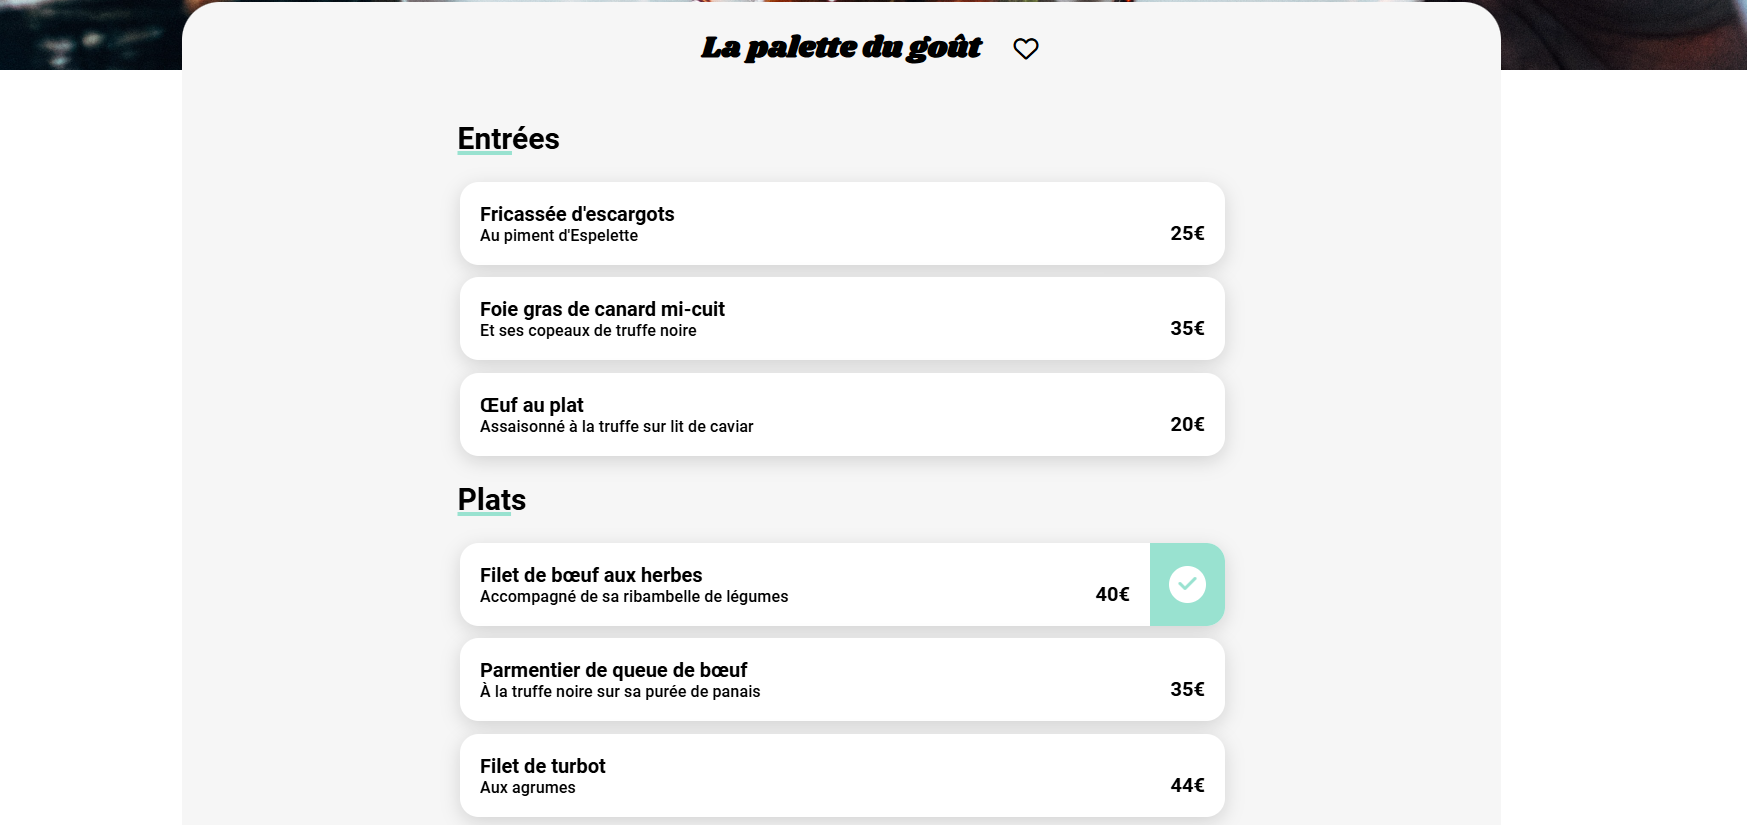 La palette du goût
Entrées
Fricassée d'escargots
Au piment d'Espelette
25€
Foie gras de canard mi-cuit
Et ses copeaux de truffe noire
35€
Œuf au plat
Assaisonné à la truffe sur lit de caviar
20€
Plats
Filet de bœuf aux herbes
Accompagné de sa ribambelle de légumes
40€
Parmentier de queue de bœuf
À la truffe noire sur sa purée de panais
35€
Filet de turbot
Aux agrumes
44€